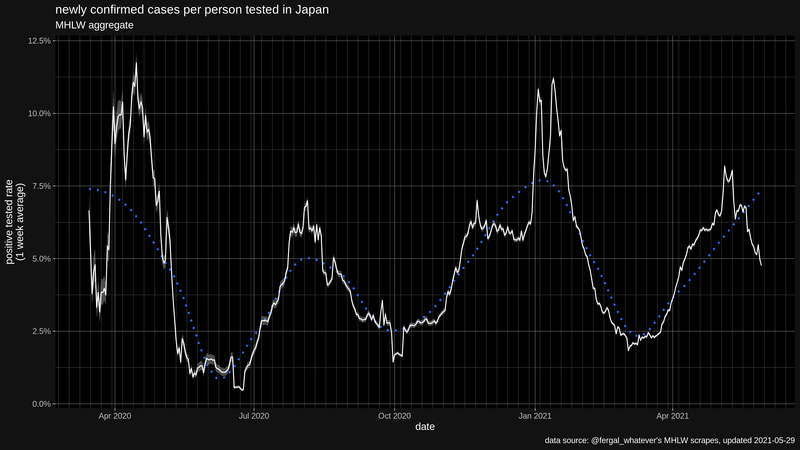 newly confirmed cases per person tested in Japan
MHLW aggregate
12.5%
10.0%
7.5%
5.0%
2.5%
0.0%
positive tested rate
(1 week average)
Apr 2020
Jul 2020
Oct 2020
Jan 2021
Apr 2021
date
data source: @fergal_whatever's MHLW scrapes, updated 2021-05-29